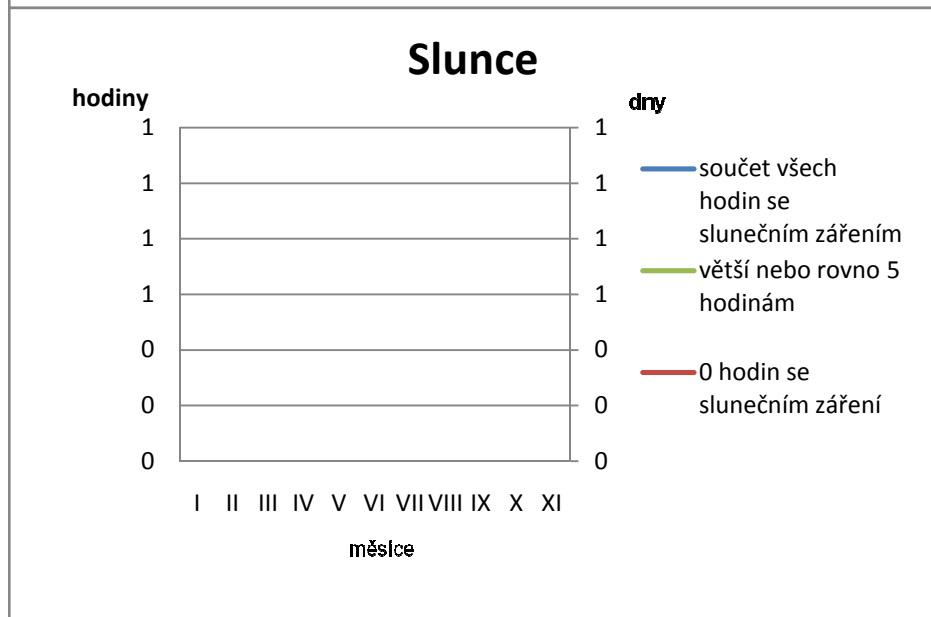 Slunce
hodiny
dny
1
1
1
1
0
0
0
1
1
1
1
0
0
0
I II III IV V VI VII VIII IX X XI
měsíce
součet všech
hodin se
slunečním zářením
větší nebo rovno 5
hodinám
0 hodin se
slunečním záření